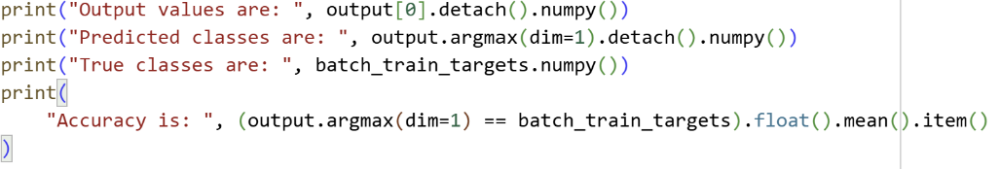 print("Output values are: ", output[0].detach().numpy())
print("Predicted classes are: ", output.argmax(dim=1).detach().numpy())
print("True classes are: ", batch_train_targets.numpy())
print(
    "Accuracy is: ", (output.argmax(dim=1) == batch_train_targets).float().mean().item()
)